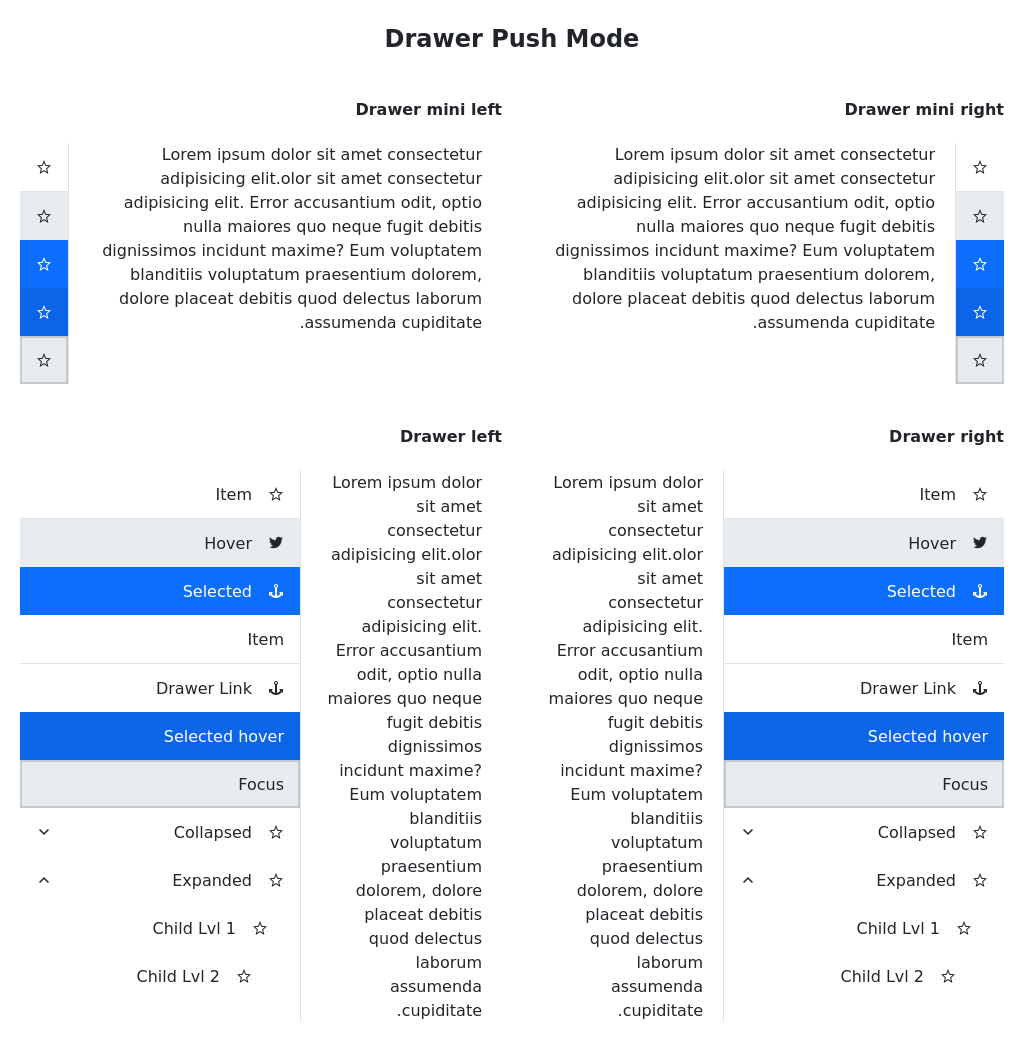 Drawer Push Mode
Drawer mini left
Lorem ipsum dolor sit amet consectetur
adipisicing elit.olor sit amet consectetur
adipisicing elit. Error accusantium odit, optio
nulla maiores quo neque fugit debitis
dignissimos incidunt maxime? Eum voluptatem
blanditiis voluptatum praesentium dolorem,
dolore placeat debitis quod delectus laborum
.assumenda cupiditate
Drawer mini right
Lorem ipsum dolor sit amet consectetur
adipisicing elit.olor sit amet consectetur
adipisicing elit. Error accusantium odit, optio
nulla maiores quo neque fugit debitis
dignissimos incidunt maxime? Eum voluptatem
blanditiis voluptatum praesentium dolorem,
dolore placeat debitis quod delectus laborum
.assumenda cupiditate
Drawer left
Item
Hover
Selected
Item
Drawer Link
Selected hover
Focus
Collapsed
Expanded
Child Lvl 1
Child Lvl 2
Lorem ipsum dolor
sit amet
consectetur
adipisicing elit.olor
sit amet
consectetur
adipisicing elit.
Error accusantium
odit, optio nulla
maiores quo neque
fugit debitis
dignissimos
incidunt maxime?
Eum voluptatem
blanditiis
voluptatum
praesentium
dolorem, dolore
placeat debitis
quod delectus
laborum
assumenda
.cupiditate
Drawer right
Lorem ipsum dolor
sit amet
consectetur
adipisicing elit.olor
sit amet
consectetur
adipisicing elit.
Error accusantium
odit, optio nulla
maiores quo neque
fugit debitis
dignissimos
incidunt maxime?
Eum voluptatem
blanditiis
voluptatum
praesentium
dolorem, dolore
placeat debitis
quod delectus
laborum
assumenda
.cupiditate
Item
Hover
Selected
Item
Drawer Link
Selected hover
Focus
Collapsed
Expanded
Child Lvl 1
Child Lvl 2